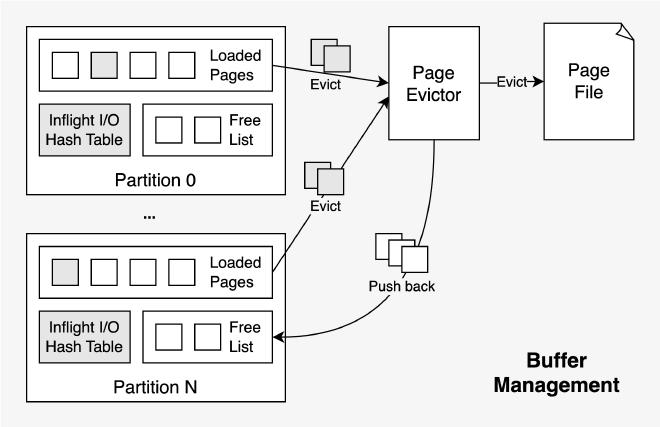 Loaded
Pages
Inflight I/O
Hash Table
Free
List
Partition 0
...
Loaded
Pages
Inflight I/O
Hash Table
Free
List
Partition N
Evict
Evict
Page
Evictor
Evict
Page
File
Push back
Buffer
Management